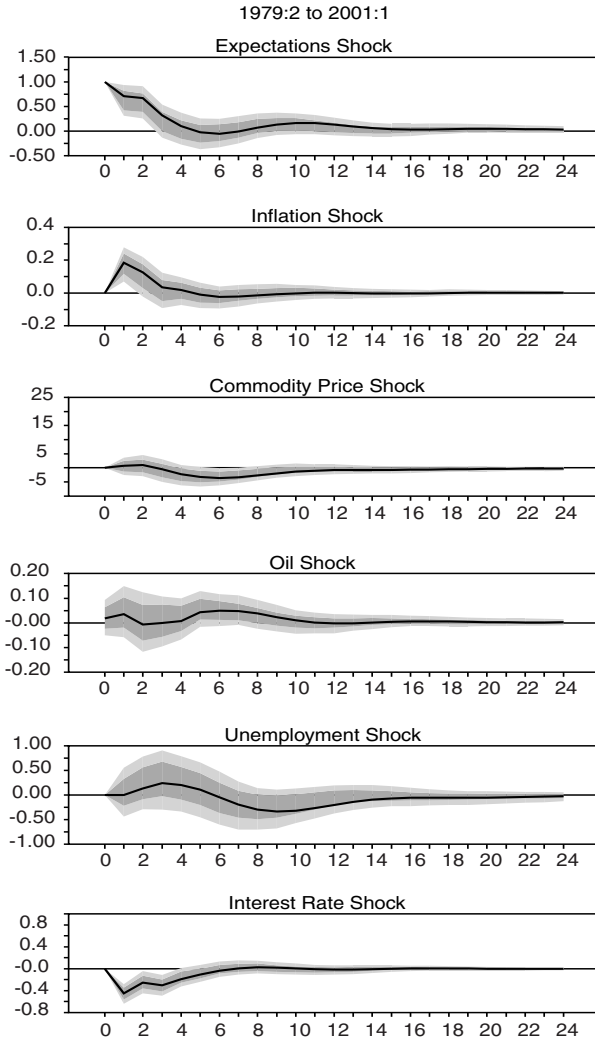 1979:2 to 2001:1
Expectations Shock
1.50
1.00
0.50
0.00
-0.50
0 2 4 6 8 10 12 14 16 18 20 22 24
Inflation Shock
0.4
0.2
0.0
-0.2
0 2 4 6 8 10 12 14 16 18 20 22 24
Commodity Price Shock
25
15
5
-5
0 2 4 6 8 10 12 14 16 18 20 22 24
Oil Shock
0.20
0.10
-0.00
-0.10
-0.20
0 2 4 6 8 10 12 14 16 18 20 22 24
Unemployment Shock
1.00
0.50
0.00
-0.50
-1.00
0 2 4 6 8 10 12 14 16 18 20 22 24
Interest Rate Shock
0.8
0.4
-0.0
-0.4
-0.8
0 2 4 6 8 10 12 14 16 18 20 22 24